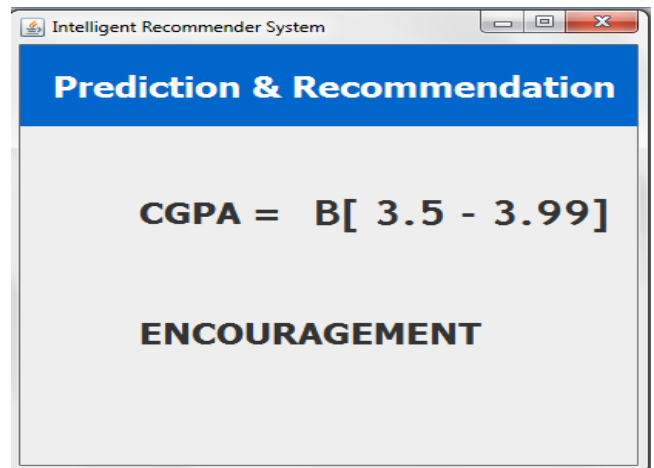 Intelligent Recommender System
Prediction & Recommendation
CGPA = B[ 3.5 - 3.99]
ENCOURAGEMENT